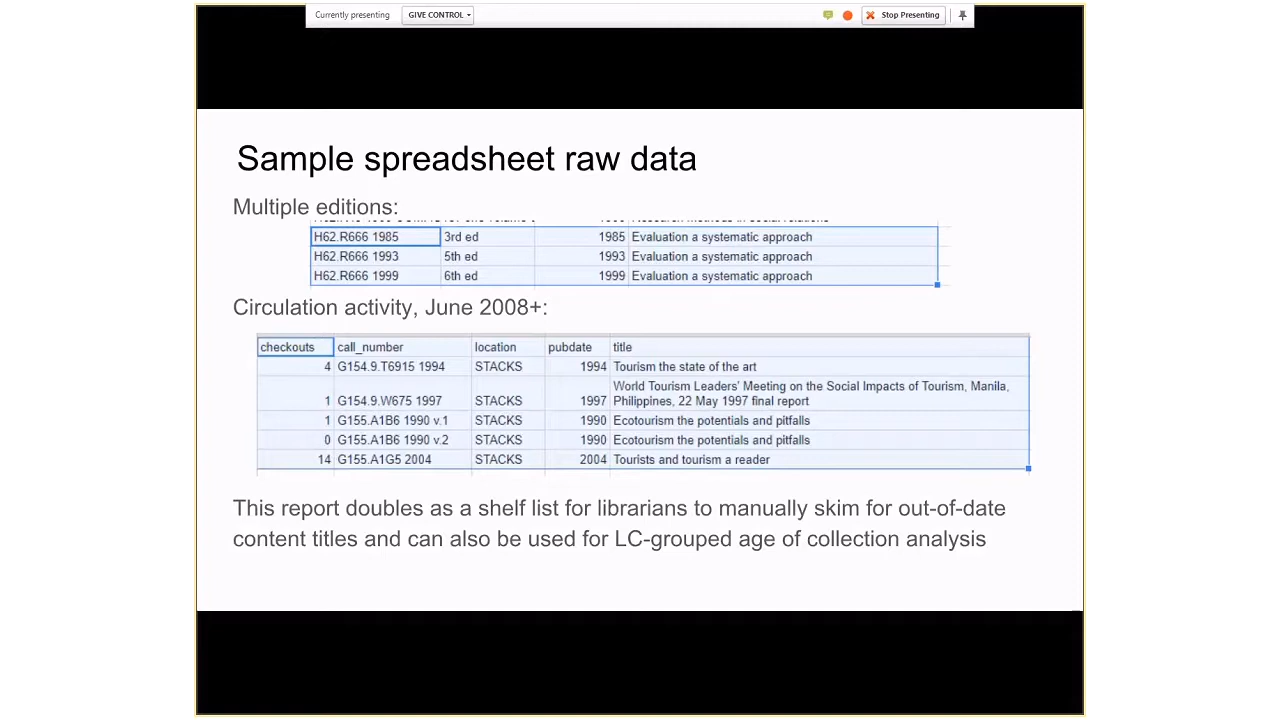 Currently presenting GIVE CONTROL Stop Presenting
Sample spreadsheet raw data
Multiple editions:
H62.R666 1985 3rd ed 1985 Evaluation a systematic approach
H62.R666 1993 5th ed 1993 Evaluation a systematic approach
H62.R666 1999 6th ed 1999 Evaluation a systematic approach
Circulation activity, June 2008+:
checkouts call_number location pubdate title
4 G154.9.T6915 1994 STACKS 1994 Tourism the state of the art
World Tourism Leaders' Meeting on the Social Impacts of Tourism, Manila,
1 G154.9.W675 1997 STACKS 1997 Philippines, 22 May 1997 final report
1 G155.A1B6 1990 v.1 STACKS 1990 Ecotourism the potentials and pitfalls
0 G155.A1B6 1990 v.2 STACKS 1990 Ecotourism the potentials and pitfalls
14 G155.A1G5 2004 STACKS 2004 Tourists and tourism a reader
This report doubles as a shelf list for librarians to manually skim for out-of-date
content titles and can also be used for LC-grouped age of collection analysis